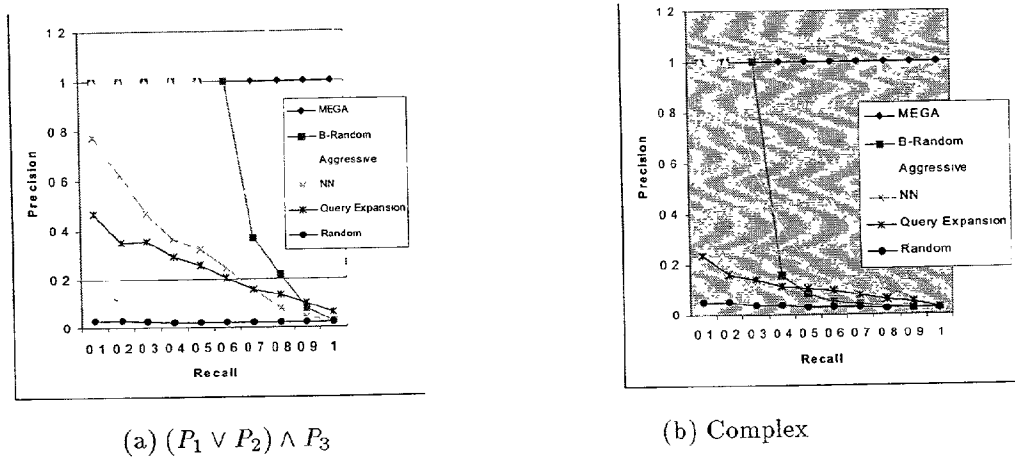 1 2
1
0 8
0 6
0 4
0 2
0
Precision
0 1 0 2 0 3 0 4 0 5 0 6 0 7 0 8 0 9 1
Recall
MEGA
B-Random
Aggressive
NN
Query Expansion
Random
(a) (P₁ ∨ P₂) ∧ P₃
1 2
1
0 8
0 6
0 4
0 2
0
Precision
0 1 0 2 0 3 0 4 0 5 0 6 0 7 0 8 0 9 1
Recall
MEGA
B-Random
Aggressive
NN
Query Expansion
Random
(b) Complex